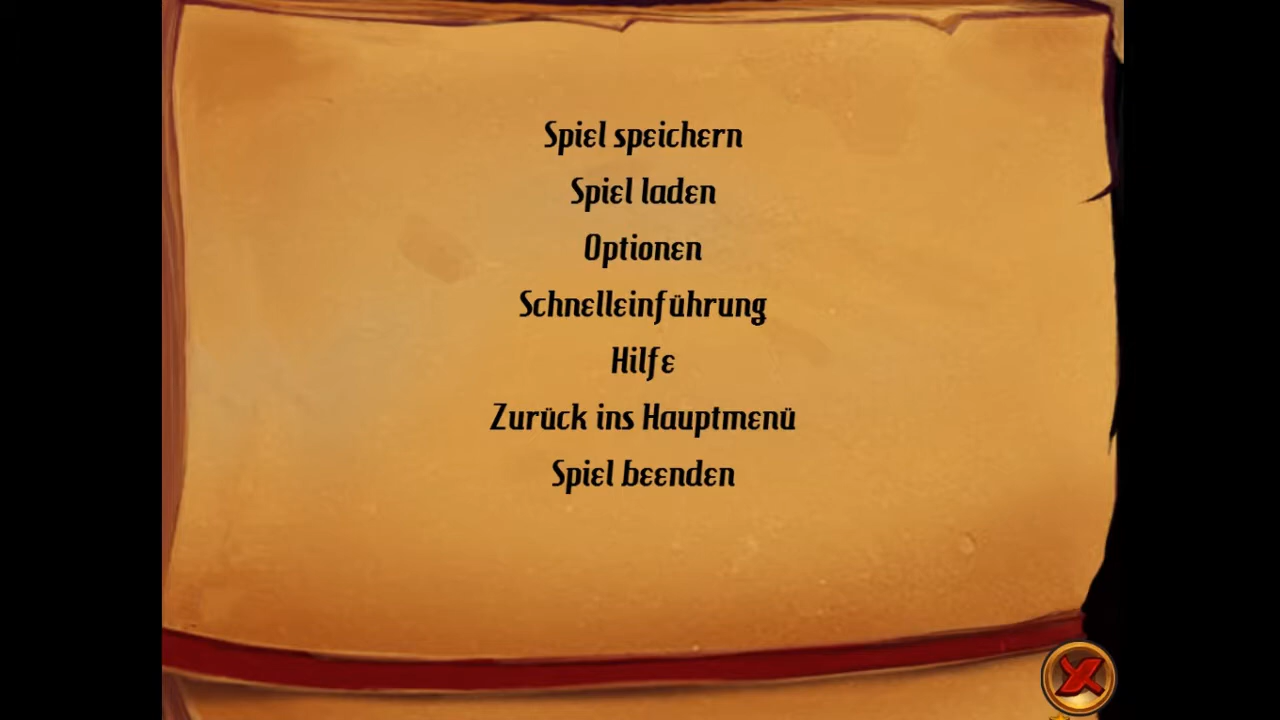 Spiel speichern
Spiel laden
Optionen
Schnelleinführung
Hilfe
Zurück ins Hauptmenü
Spiel beenden